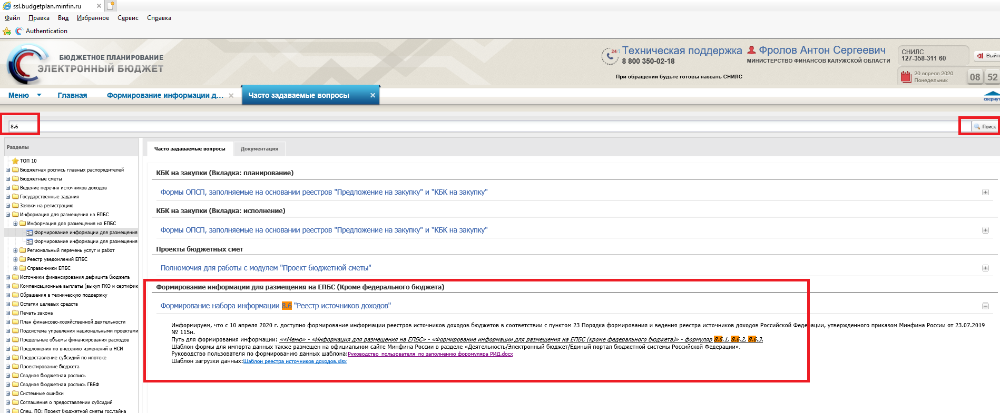 ssl.budgetplan.minfin.ru
Файл Правка Вид Избранное Сервис Справка
Authentication
БЮДЖЕТНОЕ ПЛАНИРОВАНИЕ
ЭЛЕКТРОННЫЙ БЮДЖЕТ
24/7
Техническая поддержка
8 800 350-02-18
При обращении будьте готовы назвать СНИЛС
Фролов Антон Сергеевич
МИНИСТЕРСТВО ФИНАНСОВ КАЛУЖСКОЙ ОБЛАСТИ
СНИЛС
127-358-311 60
Выйти
20 апреля 2020
Понедельник
08 52
Меню Главная Формирование информации д... Часто задаваемые вопросы
свернут
8.6
Поиск
Разделы
ТОП 10
Бюджетная роспись главных распорядителей
Бюджетные сметы
Ведение перечня источников доходов
Государственные задания
Заявки на регистрацию
Информация для размещения на ЕПБС
Информация для размещения на ЕПБС
Формирование информации для размещения
Формирование информации для размещения
Региональный перечень услуг и работ
Реестр уведомлений ЕПБС
Справочники ЕПБС
Источники финансирования дефицита бюджета
Компенсационные выплаты (выкуп ГКО и сертифик
Обращения в техническую поддержку
Остатки целевых средств
Печать закона
План финансово-хозяйственной деятельности
Подсистема управления национальными проектами
Предельные объемы финансирования расходов
Предложения по внесению изменений в НСИ
Предоставление субсидий по ипотеке
Проектирование бюджета
Сводная бюджетная роспись
Сводная бюджетная роспись ГВБФ
Системные ошибки
Соглашения о предоставлении субсидий
Спец. ПО: Проект бюджетной сметы гос.тайна
Часто задаваемые вопросы Документация
КБК на закупки (Вкладка: планирование)
Формы ОПСП, заполняемые на основании реестров "Предложение на закупку" и "КБК на закупку"
КБК на закупки (Вкладка: исполнение)
Формы ОПСП, заполняемые на основании реестров "Предложение на закупку" и "КБК на закупку"
Проекты бюджетных смет
Полномочия для работы с модулем "Проект бюджетной сметы"
Формирование информации для размещения на ЕПБС (Кроме федерального бюджета)
Формирование набора информации 8.6 "Реестр источников доходов"
Информируем, что с 10 апреля 2020 г. доступно формирование информации реестров источников доходов бюджетов в соответствии с пунктом 23 Порядка формирования и ведения реестра источников доходов Российской Федерации, утвержденного приказом Минфина России от 23.07.2019
№ 115н.
Путь для формирования информации: ««Меню» - «Информация для размещения на ЕПБС» - «Формирование информации для размещения на ЕПБС (кроме федерального бюджета)» - формуляр 8.6.1, 8.6.2, 8.6.3.
Шаблон формы для импорта данных также размещен на официальном сайте Минфина России в разделе «Деятельность/Электронный бюджет/Единый портал бюджетной системы Российской Федерации».
Руководство пользователя по формированию данных шаблона:Руководство_пользователя_по заполнению форомуляра РИД.docx
Шаблон загрузки данных:Шаблон реестра источников доходов.xlsx